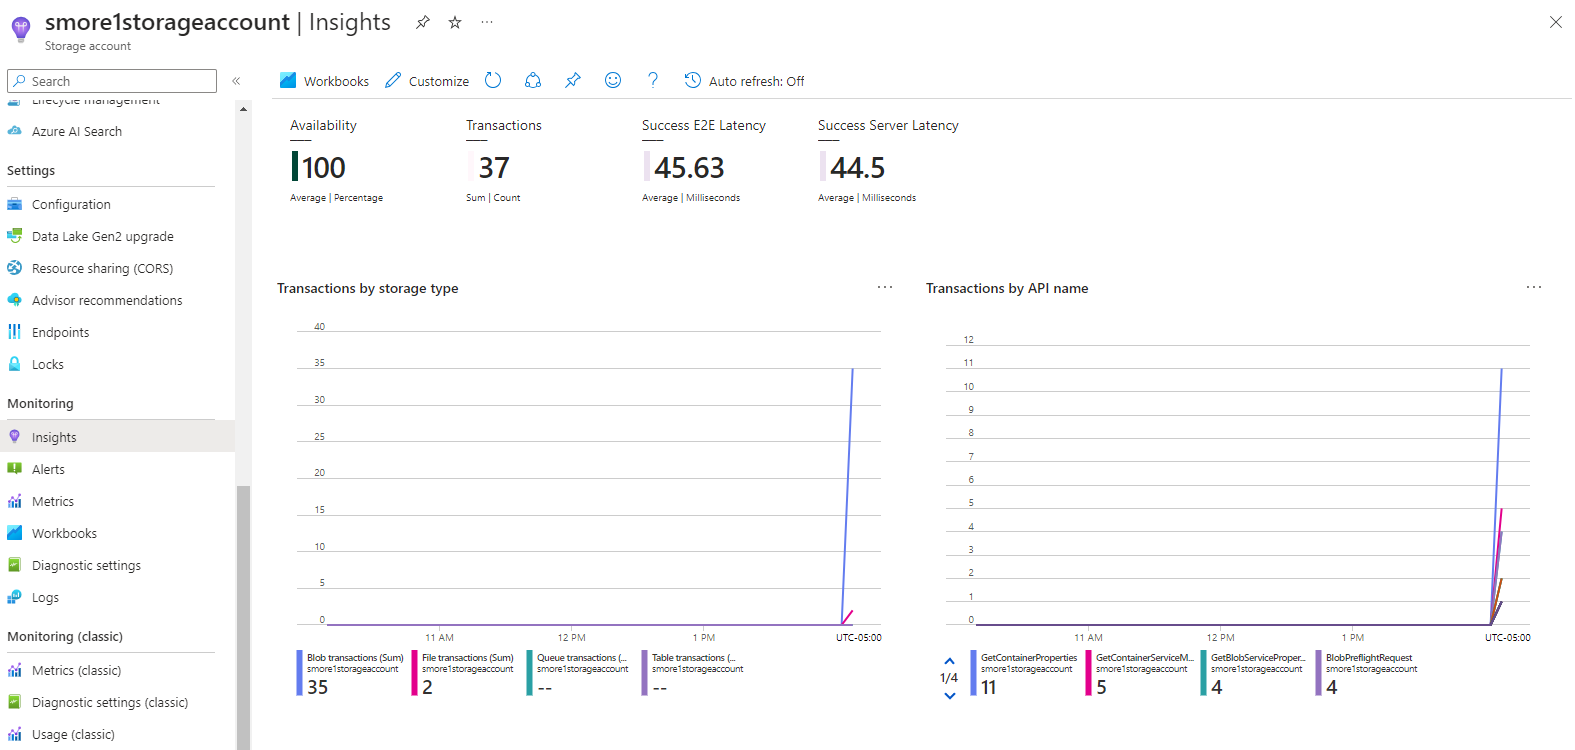 smore1storageaccount | Insights
Storage account
Search
Lifecycle management
Azure AI Search
Settings
Configuration
Data Lake Gen2 upgrade
Resource sharing (CORS)
Advisor recommendations
Endpoints
Locks
Monitoring
Insights
Alerts
Metrics
Workbooks
Diagnostic settings
Logs
Monitoring (classic)
Metrics (classic)
Diagnostic settings (classic)
Usage (classic)
Workbooks Customize Auto refresh: Off
Availability
100
Average | Percentage
Transactions
37
Sum | Count
Success E2E Latency
45.63
Average | Milliseconds
Success Server Latency
44.5
Average | Milliseconds
Transactions by storage type
40
35
30
25
20
15
10
5
0
11 AM 12 PM 1 PM UTC-05:00
Blob transactions (Sum)
smore1storageaccount
35
File transactions (Sum)
smore1storageaccount
2
Queue transactions (...
smore1storageaccount
--
Table transactions (...
smore1storageaccount
--
Transactions by API name
12
11
10
9
8
7
6
5
4
3
2
1
0
11 AM 12 PM 1 PM UTC-05:00
1/4
GetContainerProperties
smore1storageaccount
11
GetContainerServiceM...
smore1storageaccount
5
GetBlobServiceProper...
smore1storageaccount
4
BlobPreflightRequest
smore1storageaccount
4